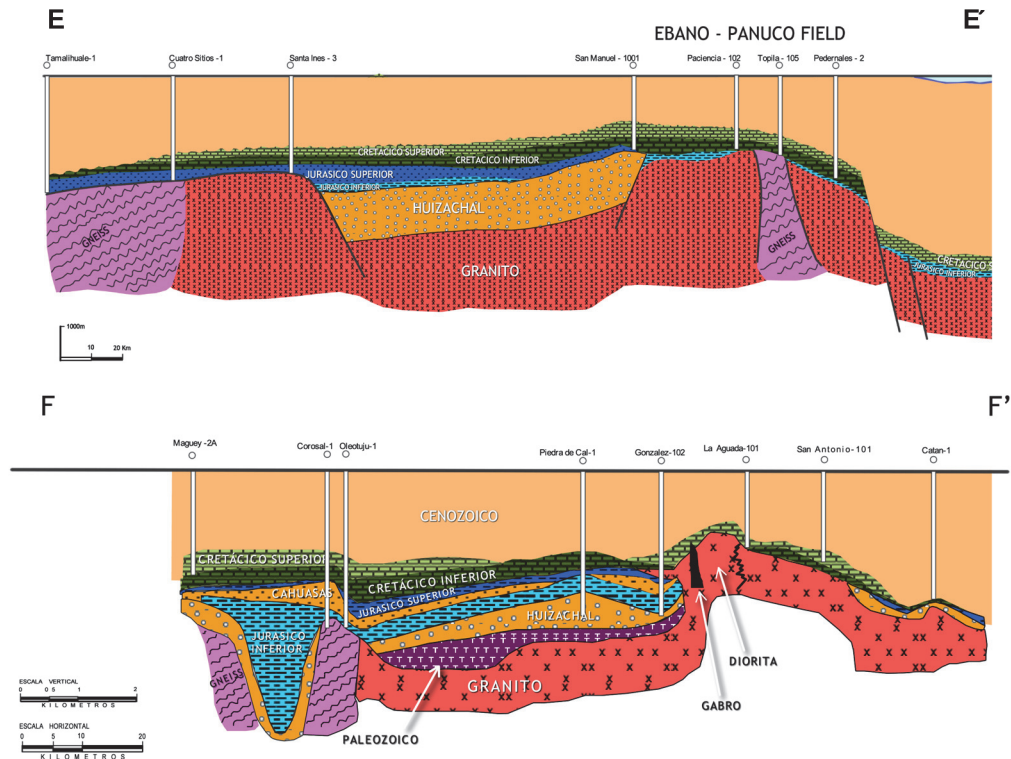 E
E´
EBANO - PANUCO FIELD
Tamalihuale-1
Cuatro Sitios -1
Santa Ines - 3
San Manuel - 1001
Paciencia - 102
Topila - 105
Pedernales - 2
CRETACICO SUPERIOR
CRETACICO INFERIOR
JURASICO SUPERIOR
JURASICO INFERIOR
HUIZACHAL
GNEISS
GNEISS
GRANITO
CRETACICO S
JURASICO INFERIOR
1000m
10 20 Km
F
F’
Maguey -2A
Corosal-1
Oleotuju-1
Piedra de Cal-1
Gonzalez-102
La Aguada-101
San Antonio-101
Catan-1
CENOZOICO
CRETÁCICO SUPERIOR
CRETÁCICO INFERIOR
CAHUASAS
JURASICO SUPERIOR
HUIZACHAL
JURASICO
INFERIOR
GNEISS
GRANITO
DIORITA
GABRO
PALEOZOICO
ESCALA VERTICAL
0 0 5 1 2
KILOMETROS
ESCALA HORIZONTAL
0 5 10 20
KILOMETROS